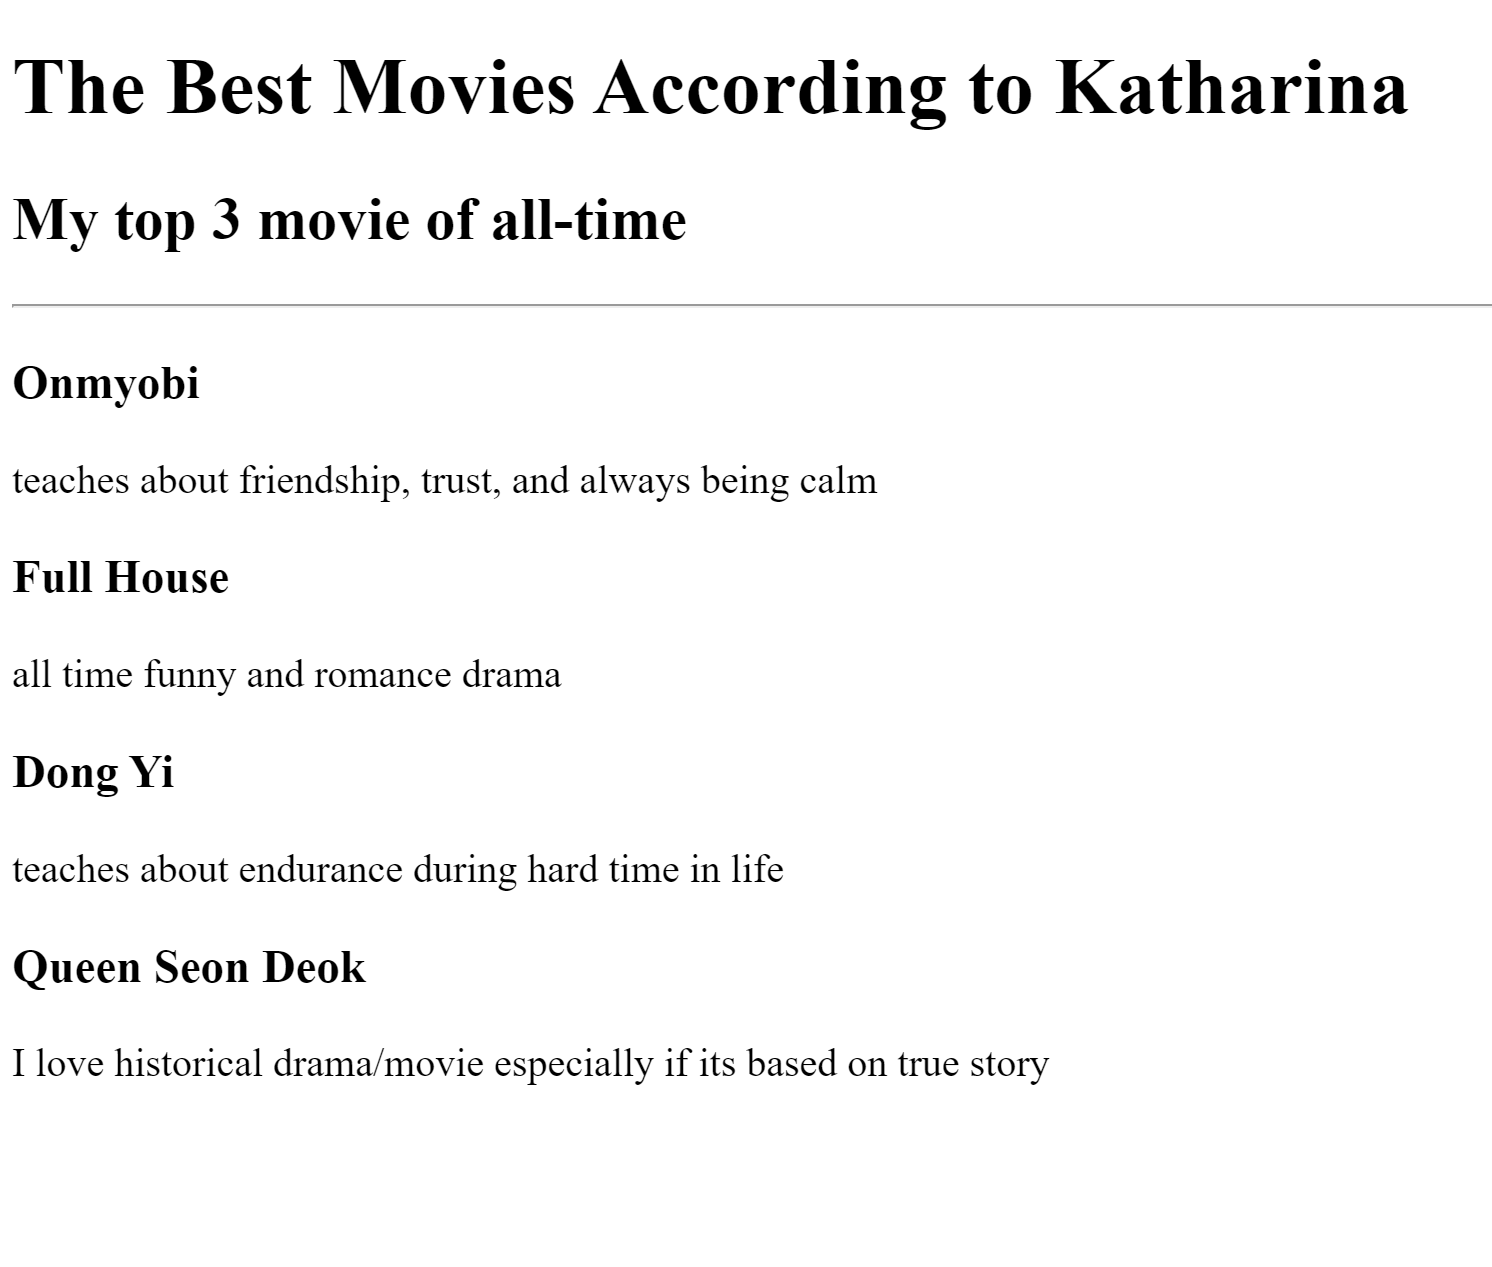 The Best Movies According to Katharina
My top 3 movie of all-time
Onmyobi
teaches about friendship, trust, and always being calm
Full House
all time funny and romance drama
Dong Yi
teaches about endurance during hard time in life
Queen Seon Deok
I love historical drama/movie especially if its based on true story